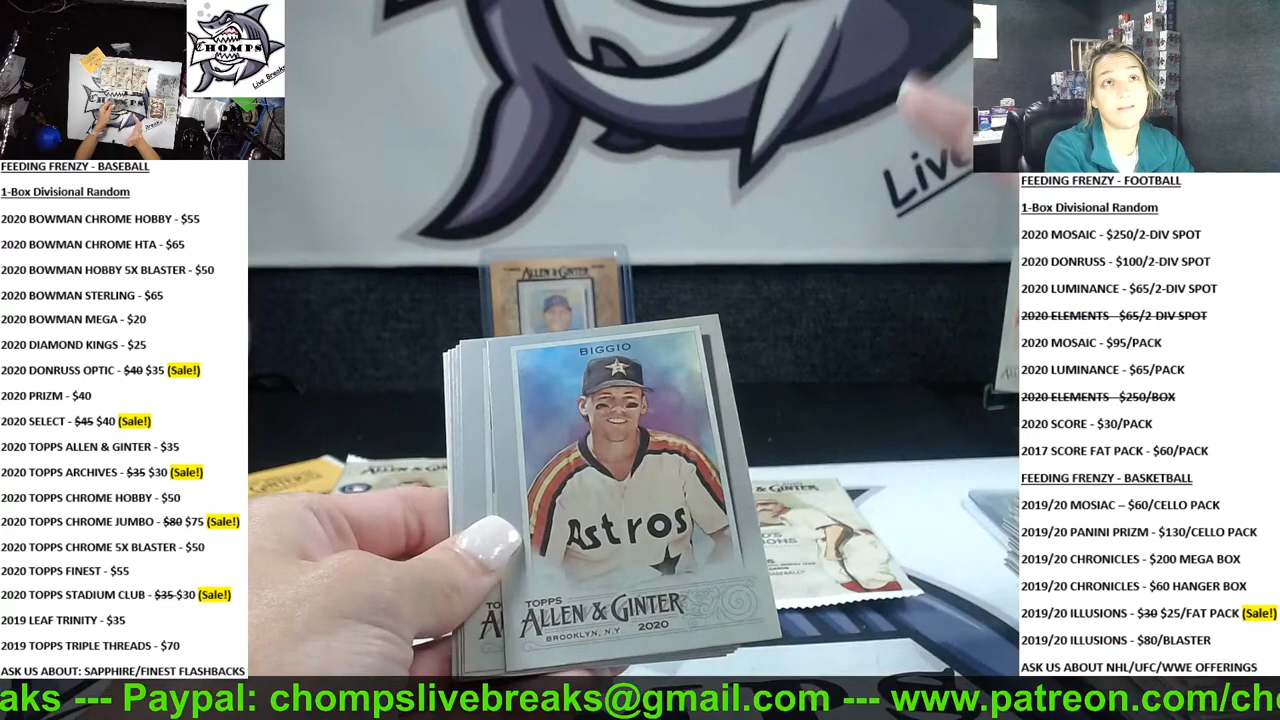 CHOMPS
Live Breaks
FEEDING FRENZY - BASEBALL
1-Box Divisional Random
2020 BOWMAN CHROME HOBBY - $55
2020 BOWMAN CHROME HTA - $65
2020 BOWMAN HOBBY 5X BLASTER - $50
2020 BOWMAN STERLING - $65
2020 BOWMAN MEGA - $20
2020 DIAMOND KINGS - $25
2020 DONRUSS OPTIC - $40 $35 (Sale!)
2020 PRIZM - $40
2020 SELECT - $45 $40 (Sale!)
2020 TOPPS ALLEN & GINTER - $35
2020 TOPPS ARCHIVES - $35 $30 (Sale!)
2020 TOPPS CHROME HOBBY - $50
2020 TOPPS CHROME JUMBO - $80 $75 (Sale!)
2020 TOPPS CHROME 5X BLASTER - $50
2020 TOPPS FINEST - $55
2020 TOPPS STADIUM CLUB - $35 $30 (Sale!)
2019 LEAF TRINITY - $35
2019 TOPPS TRIPLE THREADS - $70
ASK US ABOUT: SAPPHIRE/FINEST FLASHBACKS
Live
ALLEN & GINTER
BIGGIO
Astros
TOPPS
ALLEN & GINTER
BROOKLYN, N.Y 2020
FEEDING FRENZY - FOOTBALL
1-Box Divisional Random
2020 MOSAIC - $250/2-DIV SPOT
2020 DONRUSS - $100/2-DIV SPOT
2020 LUMINANCE - $65/2-DIV SPOT
2020 ELEMENTS - $65/2-DIV SPOT
2020 MOSAIC - $95/PACK
2020 LUMINANCE - $65/PACK
2020 ELEMENTS - $250/BOX
2020 SCORE - $30/PACK
2017 SCORE FAT PACK - $60/PACK
FEEDING FRENZY - BASKETBALL
2019/20 MOSIAC – $60/CELLO PACK
2019/20 PANINI PRIZM - $130/CELLO PACK
2019/20 CHRONICLES - $200 MEGA BOX
2019/20 CHRONICLES - $60 HANGER BOX
2019/20 ILLUSIONS - $30 $25/FAT PACK (Sale!)
2019/20 ILLUSIONS - $80/BLASTER
ASK US ABOUT NHL/UFC/WWE OFFERINGS
aks --- Paypal: chompslivebreaks@gmail.com --- www.patreon.com/cho